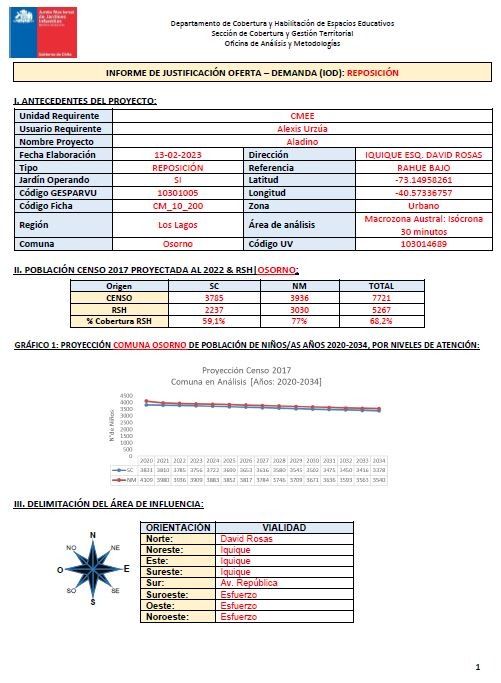 Junta Nacional de Jardines Infantiles
Gobierno de Chile
Departamento de Cobertura y Habilitación de Espacios Educativos
Sección de Cobertura y Gestión Territorial
Oficina de Análisis y Metodologías
INFORME DE JUSTIFICACIÓN OFERTA – DEMANDA (IOD): REPOSICIÓN
I. ANTECEDENTES DEL PROYECTO:
Unidad Requirente CMEE
Usuario Requirente Alexis Urzúa
Nombre Proyecto Aladino
Fecha Elaboración 13-02-2023 Dirección IQUIQUE ESQ. DAVID ROSAS
Tipo REPOSICIÓN Referencia RAHUE BAJO
Jardín Operando SI Latitud -73.14958261
Código GESPARVU 10301005 Longitud -40.57336757
Código Ficha CM_10_200 Zona Urbano
Región Los Lagos Área de análisis Macrozona Austral: Isócrona 30 minutos
Comuna Osorno Código UV 103014689
II. POBLACIÓN CENSO 2017 PROYECTADA AL 2022 & RSH|OSORNO:
Origen SC NM TOTAL
CENSO 3785 3936 7721
RSH 2237 3030 5267
% Cobertura RSH 59,1% 77% 68,2%
GRÁFICO 1: PROYECCIÓN COMUNA OSORNO DE POBLACIÓN DE NIÑOS/AS AÑOS 2020-2034, POR NIVELES DE ATENCIÓN:
Proyección Censo 2017
Comuna en Análisis [Años: 2020-2034]
N°de Niños
4500
4000
3500
3000
2500
2000
1500
1000
500
0
2020 2021 2022 2023 2024 2025 2026 2027 2028 2029 2030 2031 2032 2033 2034
SC 3831 3810 3785 3756 3722 3690 3653 3616 3580 3545 3502 3475 3450 3416 3378
NM 4109 3980 3936 3909 3883 3852 3817 3784 3746 3709 3671 3636 3593 3563 3540
III. DELIMITACIÓN DEL ÁREA DE INFLUENCIA:
N
NO NE
O E
SO SE
S
ORIENTACIÓN VIALIDAD
Norte: David Rosas
Noreste: Iquique
Este: Iquique
Sureste: Iquique
Sur: Av. República
Suroeste: Esfuerzo
Oeste: Esfuerzo
Noroeste: Esfuerzo
1